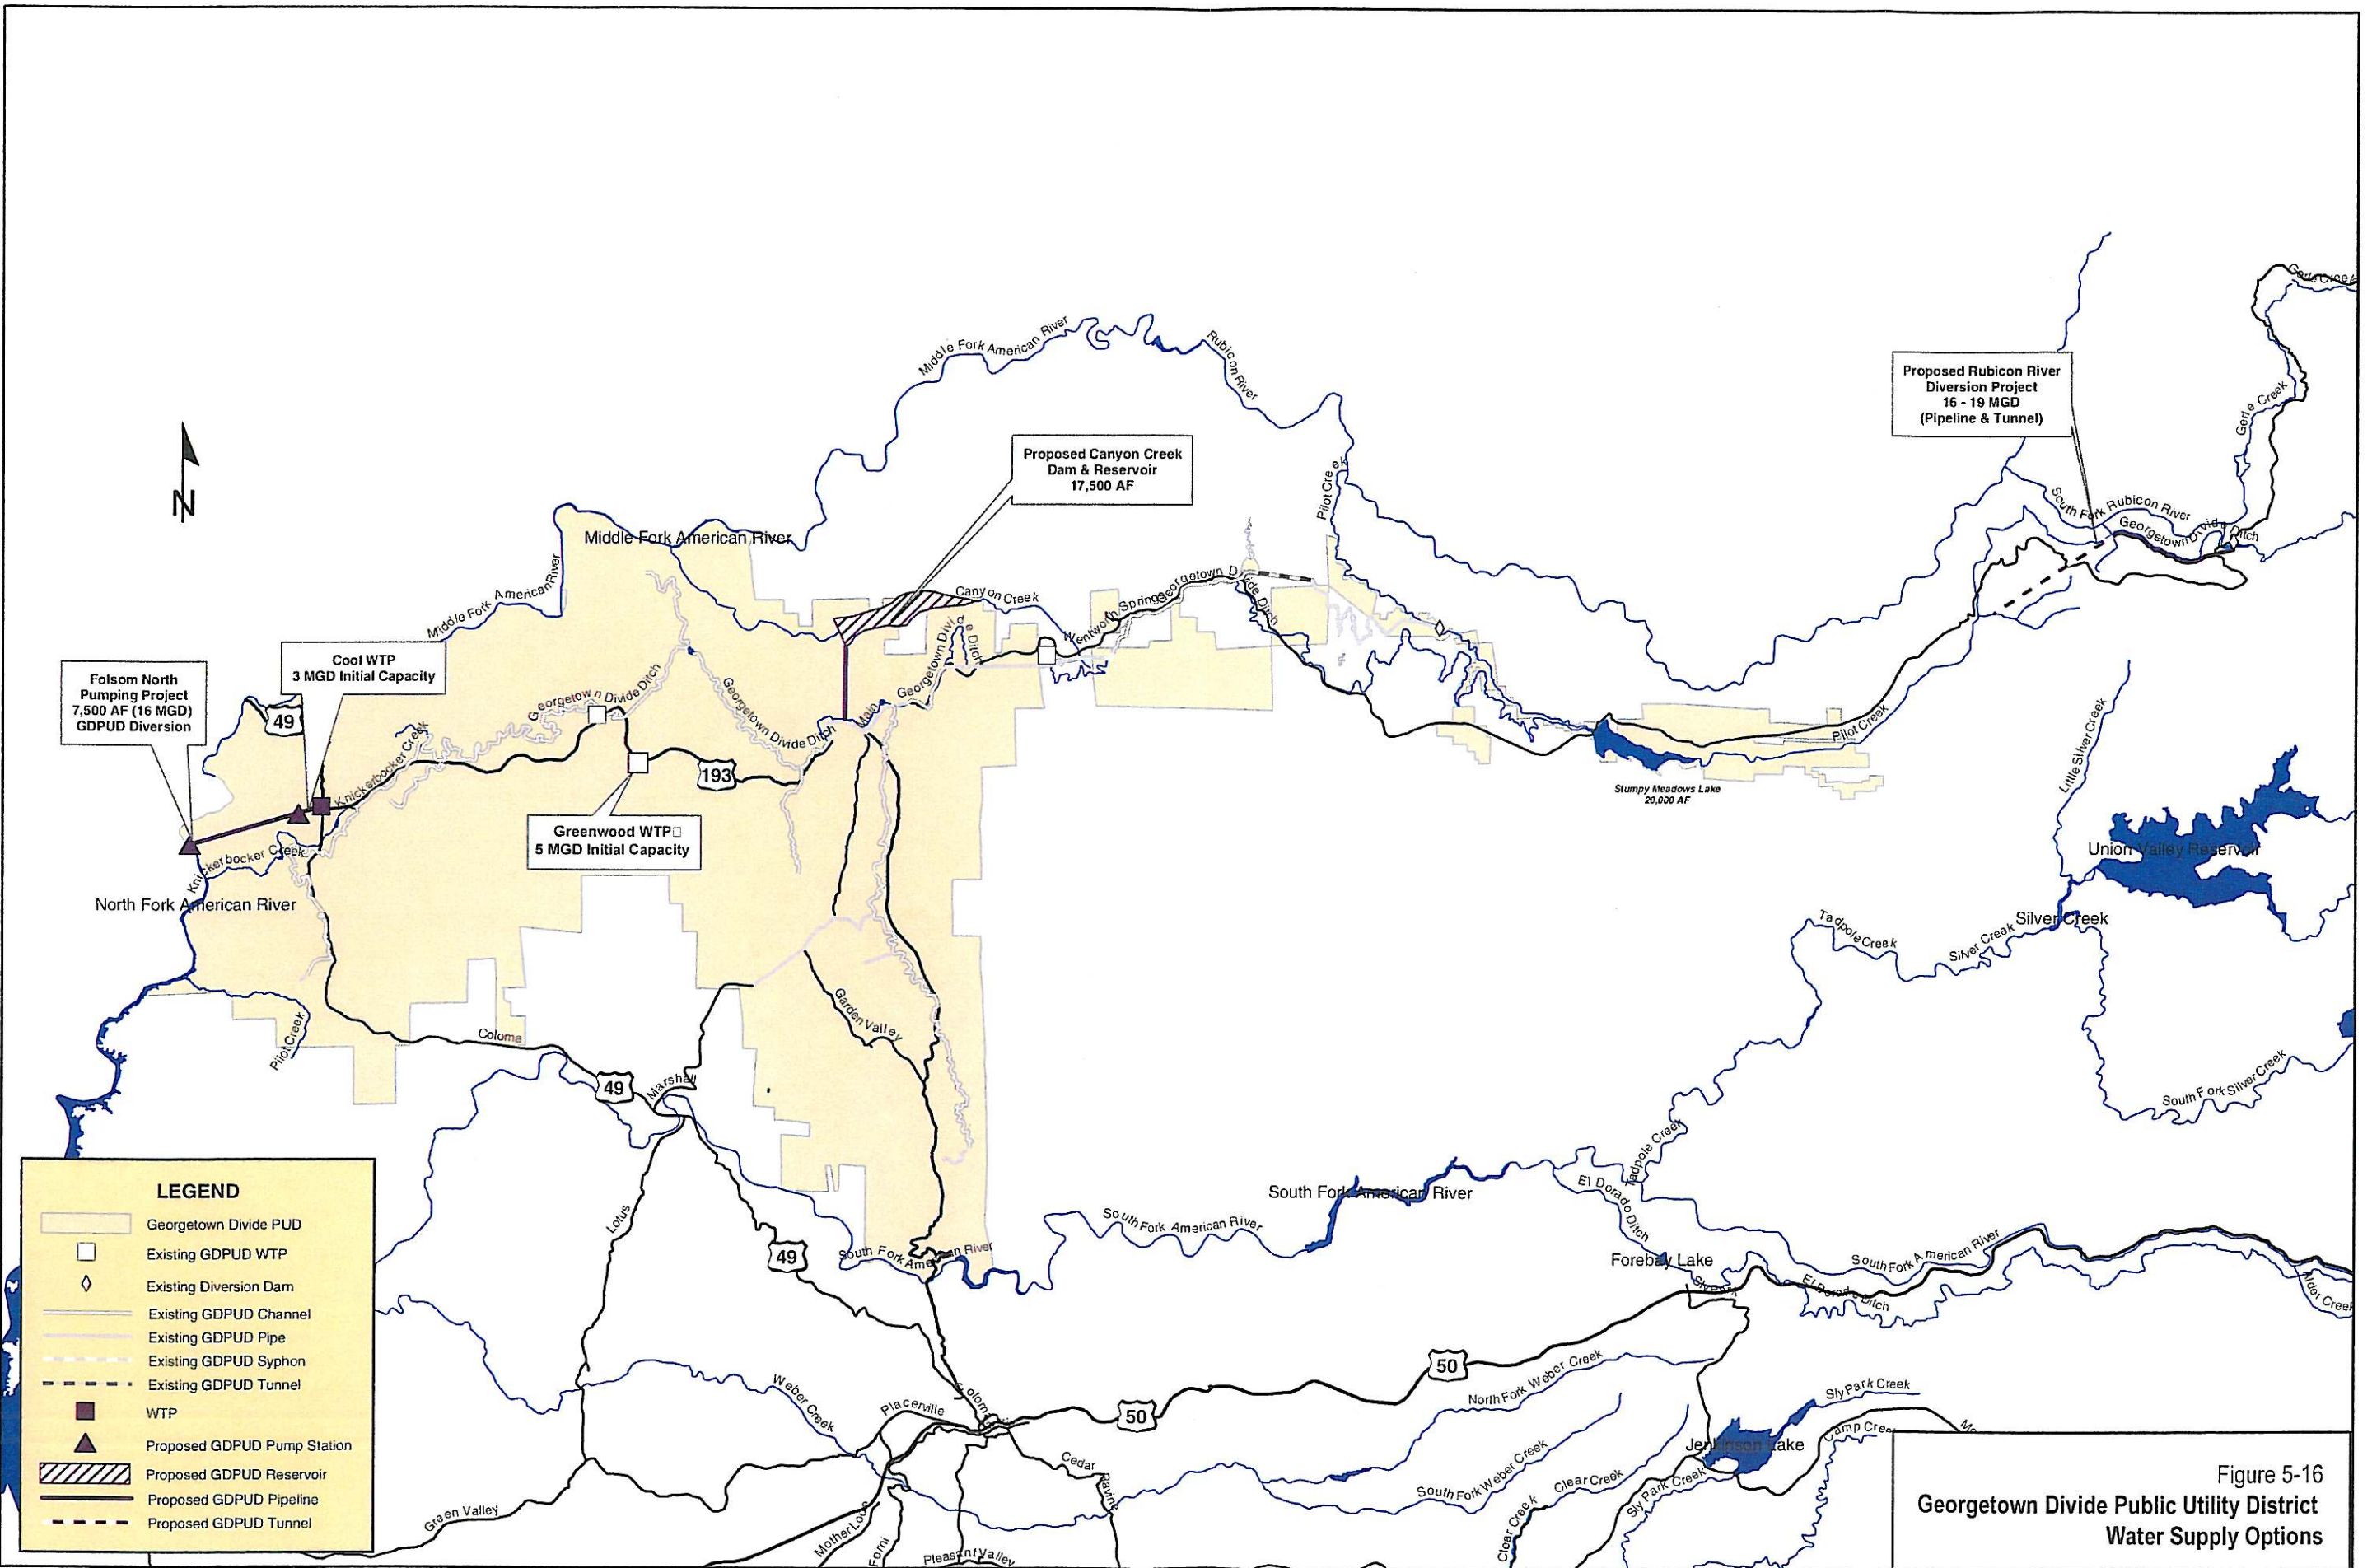 Gerle Creek
Middle Fork American River
Rubicon River
Proposed Rubicon River
Diversion Project
16 - 19 MGD
(Pipeline & Tunnel)
Gerle Creek
Proposed Canyon Creek
Dam & Reservoir
17,500 AF
Pilot Creek
N
South Fork Rubicon River
Georgetown Divide Ditch
Middle Fork American River
Middle Fork American River
Canyon Creek
Wentworth Springs
Georgetown Divide Ditch
Georgetown Divide Ditch
Folsom North
Pumping Project
7,500 AF (16 MGD)
GDPUD Diversion
Cool WTP
3 MGD Initial Capacity
49
Georgetown Divide Ditch
Georgetown Divide Ditch
Main
Knickerbocker Creek
193
Pilot Creek
Little Silver Creek
Stumpy Meadows Lake
20,000 AF
Greenwood WTP□
5 MGD Initial Capacity
Knickerbocker Creek
Union Valley Reservoir
North Fork American River
Silver Creek
Tadpole Creek
Silver Creek
Pilot Creek
Garden Valley
Coloma
49
Marshall
South Fork Silver Creek
Tadpole Creek
South Fork American River
El Dorado Ditch
South Fork American River
Lotus
49
South Fork American River
Forebay Lake
South Fork American River
Sly Park
El Dorado Ditch
Alder Creek
50
North Fork Weber Creek
Weber Creek
Placerville
Coloma
50
Sly Park Creek
Jenkinson Lake
Camp Cree
Cedar Ravine
South Fork Weber Creek
Clear Creek
Clear Creek
Sly Park Creek
Green Valley
Mother Lode
Forni
Pleasant Valley
LEGEND
Georgetown Divide PUD
Existing GDPUD WTP
Existing Diversion Dam
Existing GDPUD Channel
Existing GDPUD Pipe
Existing GDPUD Syphon
Existing GDPUD Tunnel
WTP
Proposed GDPUD Pump Station
Proposed GDPUD Reservoir
Proposed GDPUD Pipeline
Proposed GDPUD Tunnel
Figure 5-16
Georgetown Divide Public Utility District
Water Supply Options